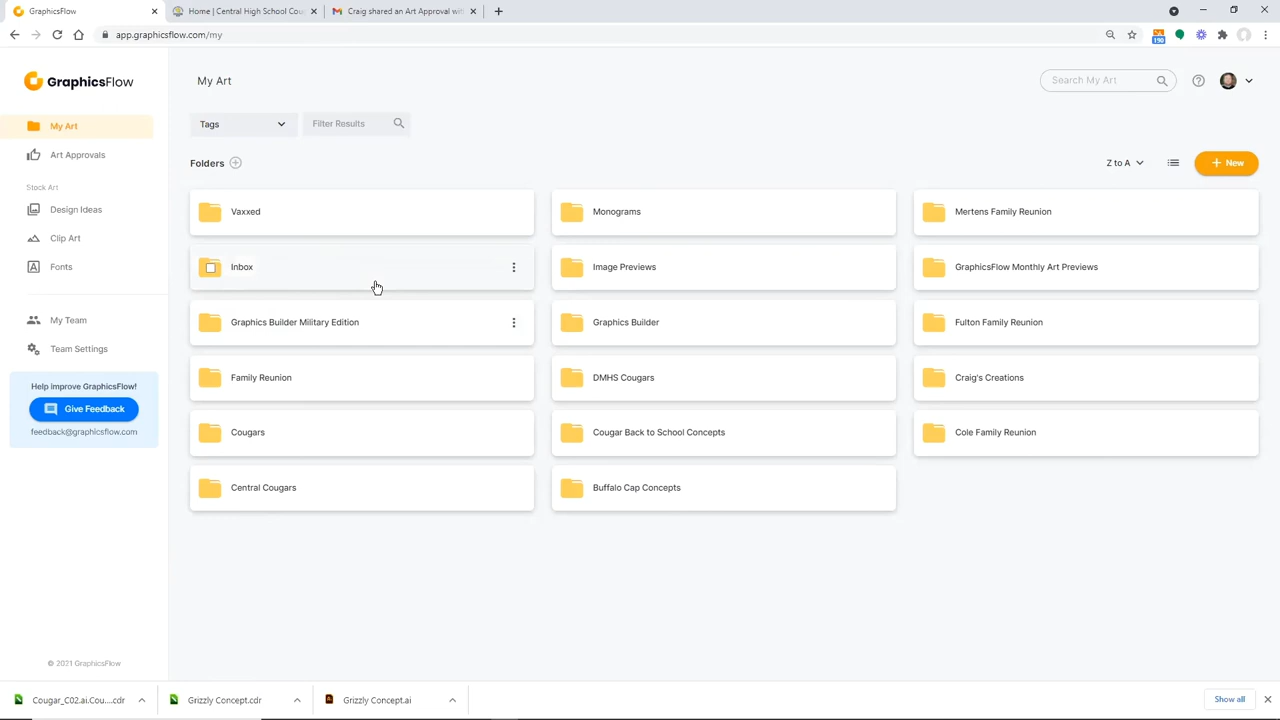 GraphicsFlow
Home | Central High School Cou
Craig shared an Art Approval wit
app.graphicsflow.com/my
190
GraphicsFlow
My Art
Search My Art
My Art
Tags
Filter Results
Art Approvals
Folders
Z to A
New
Stock Art
Design Ideas
Clip Art
Fonts
My Team
Team Settings
Vaxxed
Monograms
Mertens Family Reunion
Inbox
Image Previews
GraphicsFlow Monthly Art Previews
Graphics Builder Military Edition
Graphics Builder
Fulton Family Reunion
Family Reunion
DMHS Cougars
Craig's Creations
Cougars
Cougar Back to School Concepts
Cole Family Reunion
Central Cougars
Buffalo Cap Concepts
Help improve GraphicsFlow!
Give Feedback
feedback@graphicsflow.com
© 2021 GraphicsFlow
Cougar_C02.ai.Cou....cdr
Grizzly Concept.cdr
Grizzly Concept.ai
Show all